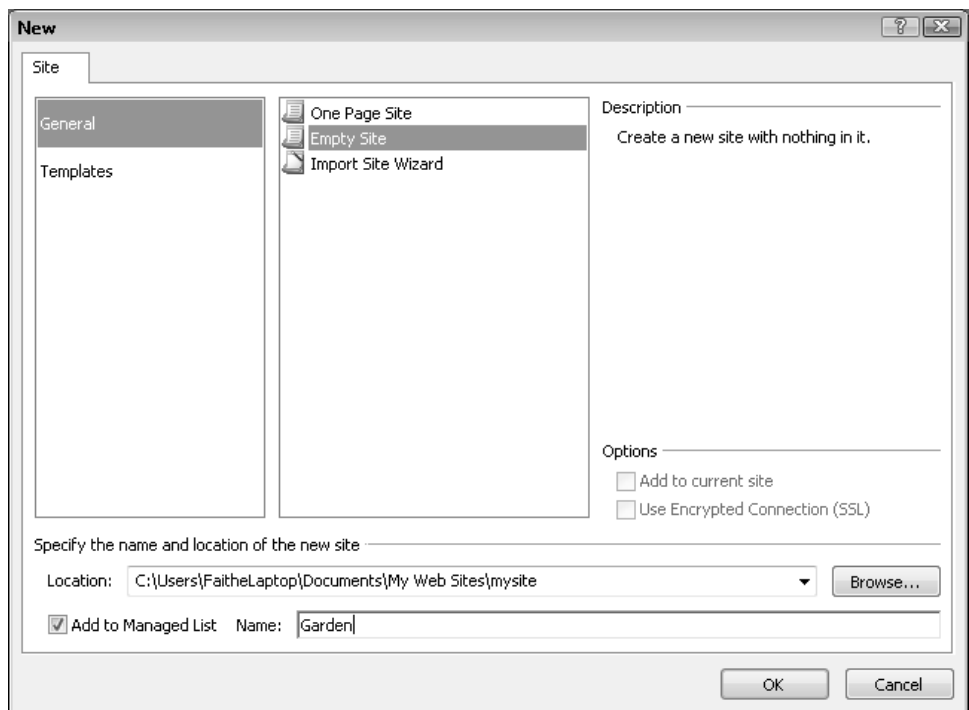 New
Site
General
Templates
One Page Site
Empty Site
Import Site Wizard
Description
Create a new site with nothing in it.
Options
Add to current site
Use Encrypted Connection (SSL)
Specify the name and location of the new site
Location: C:\Users\FaitheLaptop\Documents\My Web Sites\mysite Browse...
Add to Managed List Name: Garden
OK Cancel